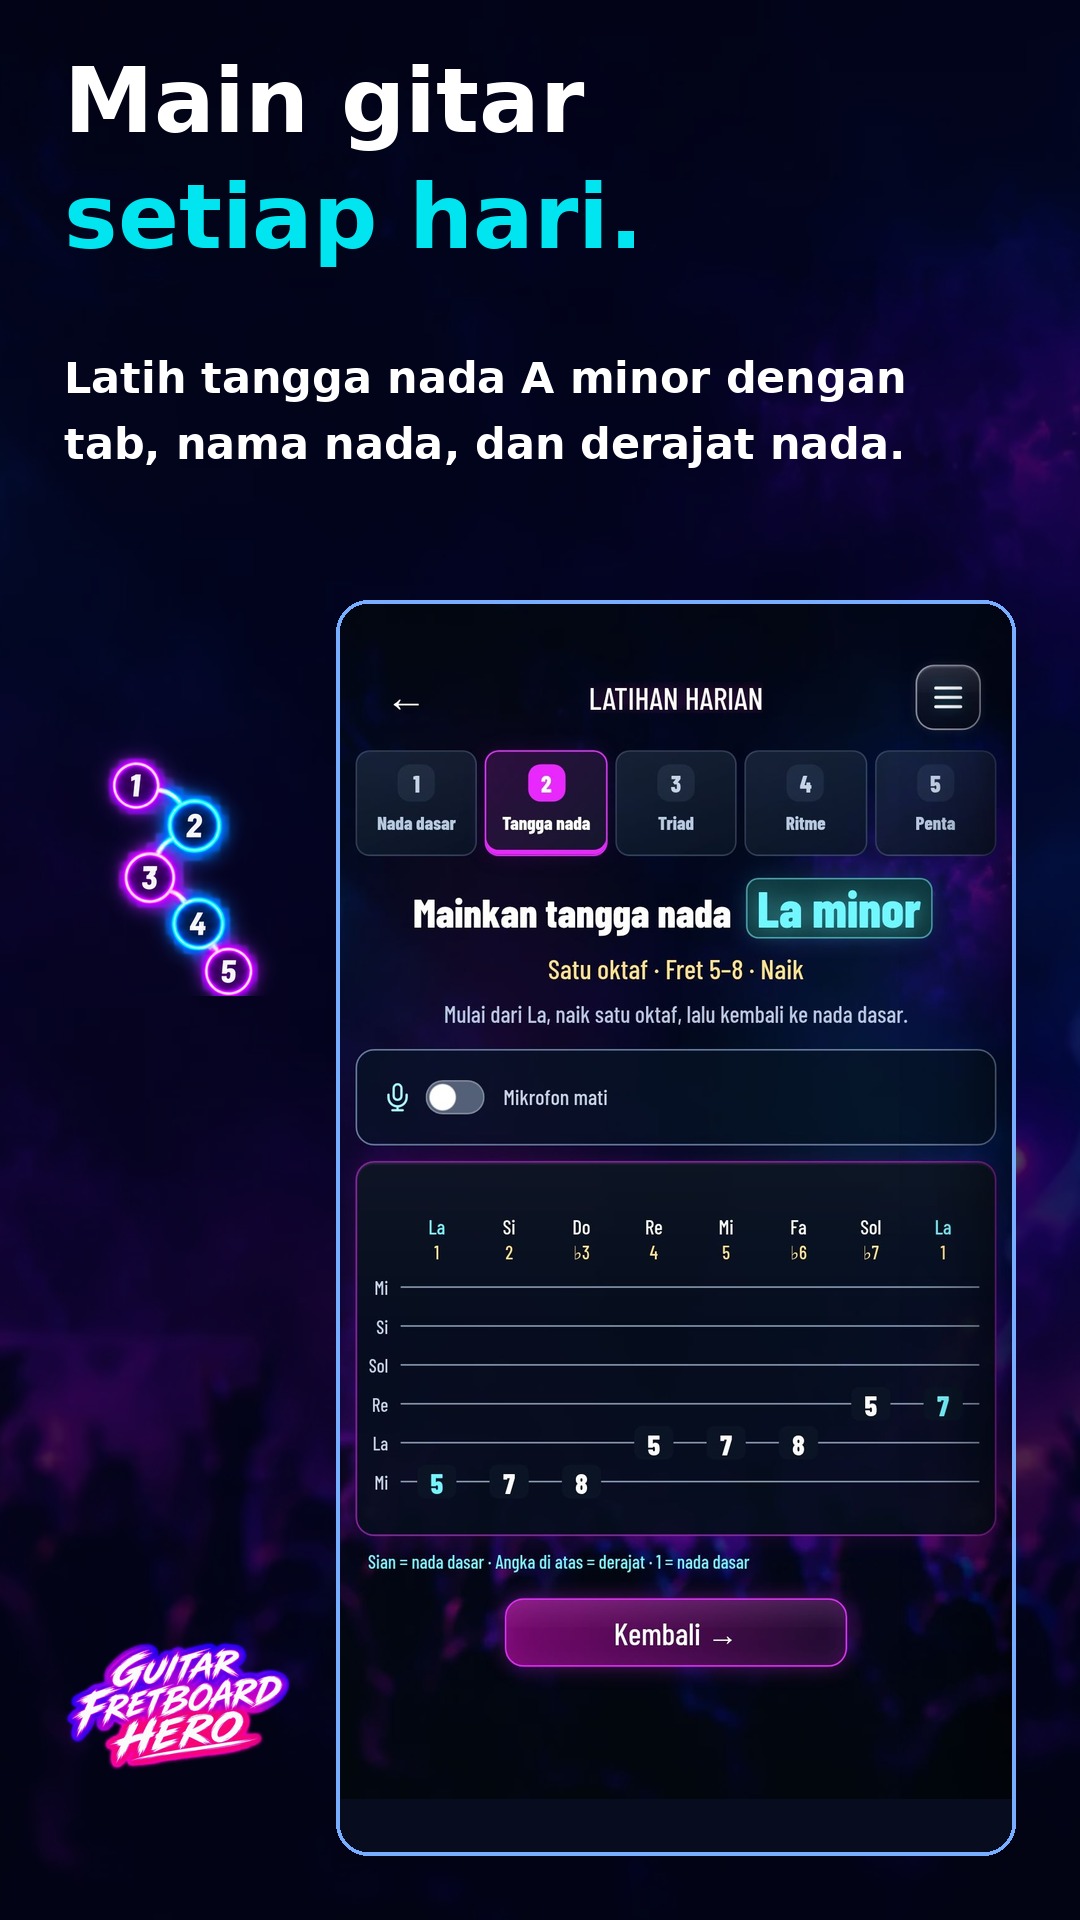 Main gitar
setiap hari.
Latih tangga nada A minor dengan
tab, nama nada, dan derajat nada.
1
2
3
4
5
← LATIHAN HARIAN
1 2 3 4 5
Nada dasar Tangga nada Triad Ritme Penta
Mainkan tangga nada La minor
Satu oktaf · Fret 5–8 · Naik
Mulai dari La, naik satu oktaf, lalu kembali ke nada dasar.
Mikrofon mati
La Si Do Re Mi Fa Sol La
1 2 ♭3 4 5 ♭6 ♭7 1
Mi
Si
Sol
Re 5 7
La 5 7 8
Mi 5 7 8
Sian = nada dasar · Angka di atas = derajat · 1 = nada dasar
Kembali →
GUITAR
FRETBOARD
HERO